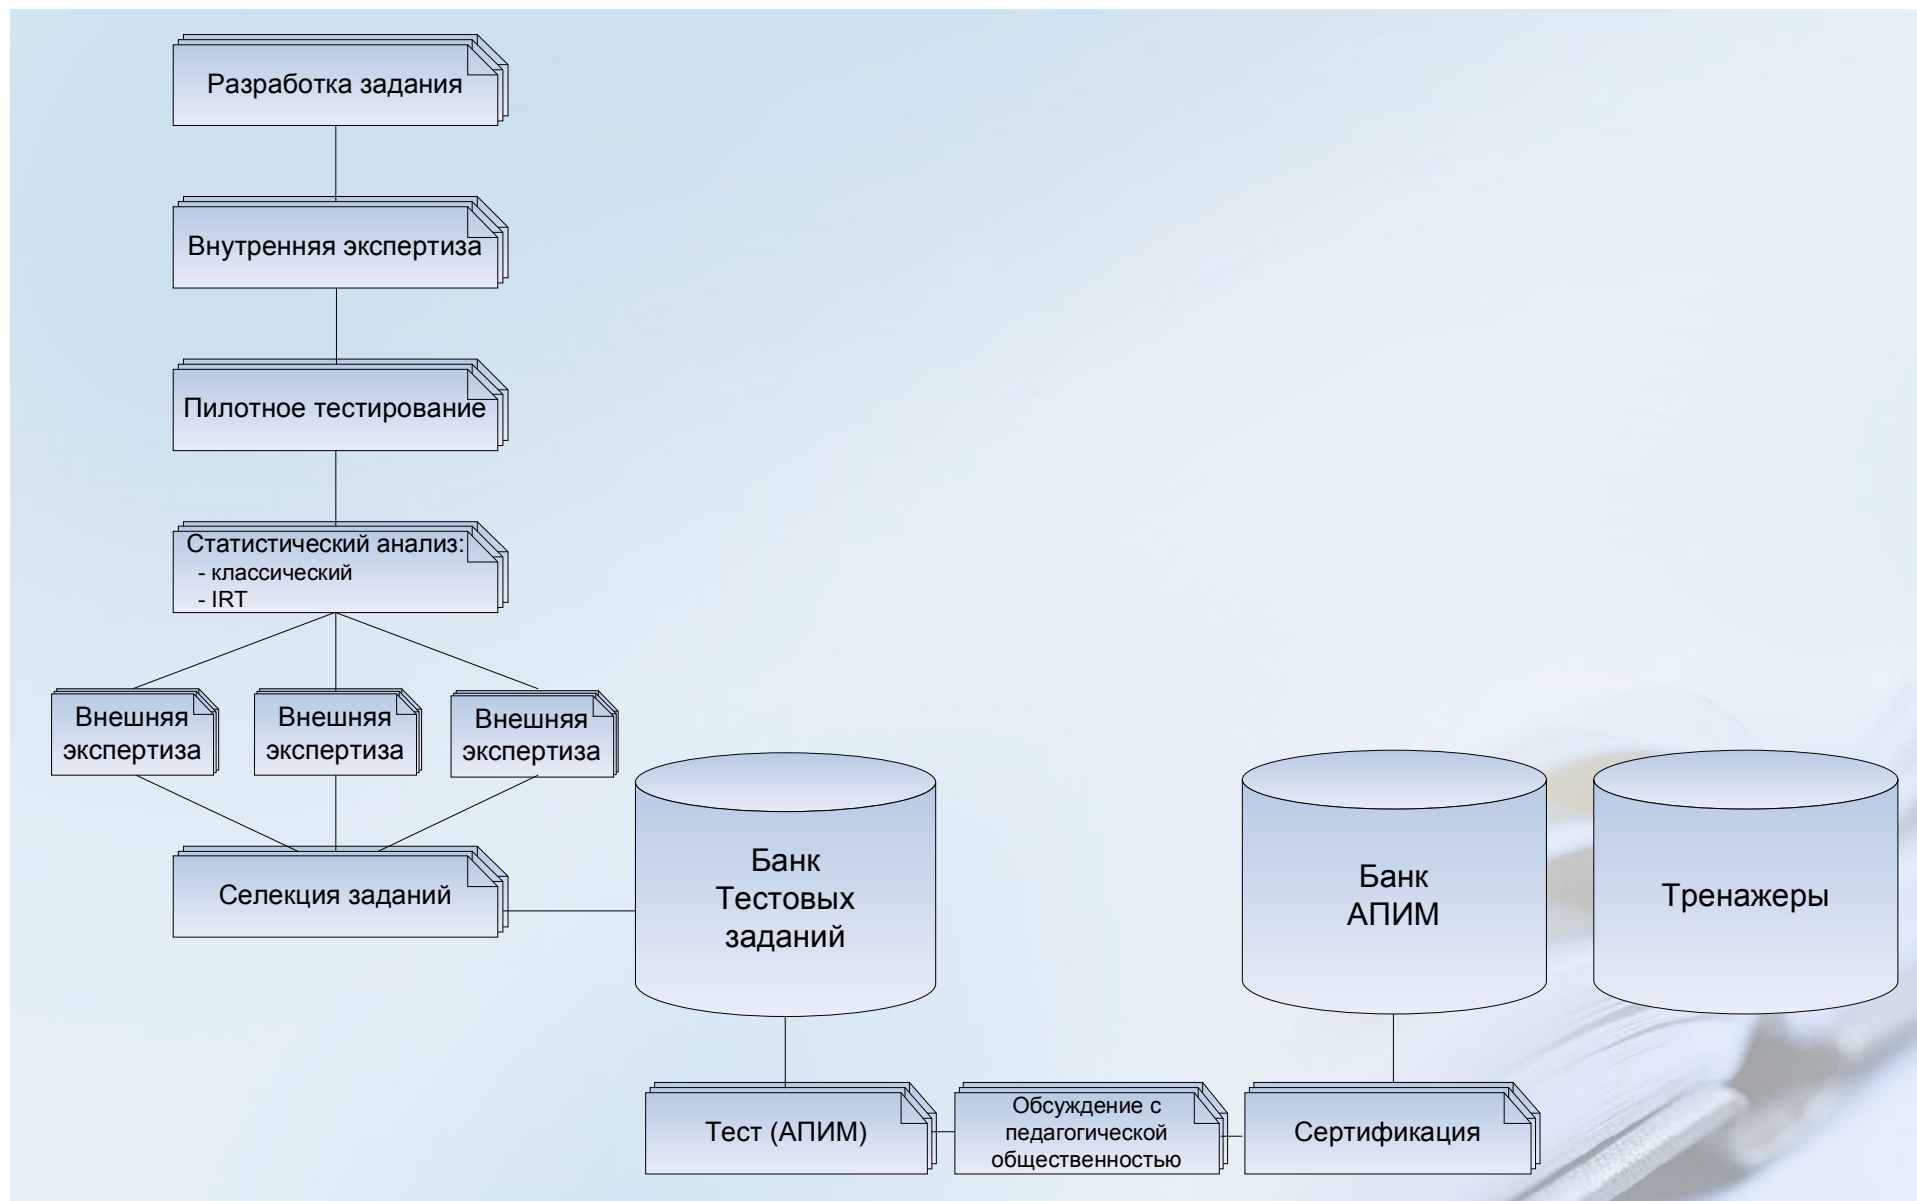 Разработка задания
Внутренняя экспертиза
Пилотное тестирование
Статистический анализ:
- классический
- IRT
Внешняя
экспертиза
Внешняя
экспертиза
Внешняя
экспертиза
Селекция заданий
Банк
Тестовых
заданий
Банк
АПИМ
Тренажеры
Тест (АПИМ)
Обсуждение с
педагогической
общественностью
Сертификация